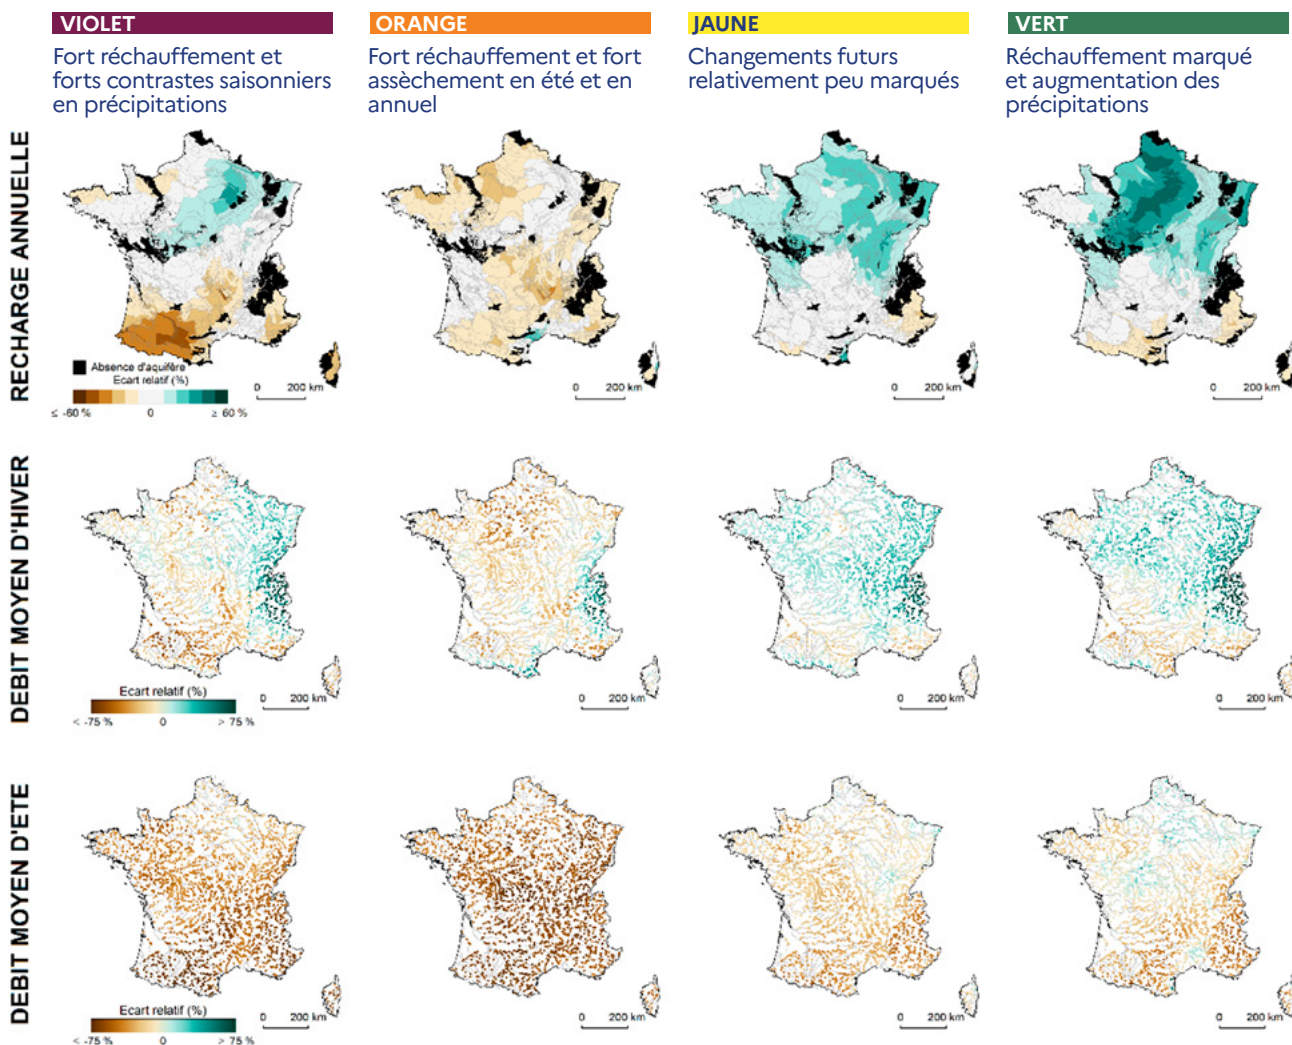 VIOLET
Fort réchauffement et
forts contrastes saisonniers
en précipitations
ORANGE
Fort réchauffement et fort
assèchement en été et en
annuel
JAUNE
Changements futurs
relativement peu marqués
VERT
Réchauffement marqué
et augmentation des
précipitations
RECHARGE ANNUELLE
Absence d'aquifère
Ecart relatif (%)
≤ -60 %
0
≥ 60 %
0
200 km
0
200 km
0
200 km
0
200 km
DEBIT MOYEN D'HIVER
Ecart relatif (%)
< -75 %
0
> 75 %
0
200 km
0
200 km
0
200 km
0
200 km
DEBIT MOYEN D'ETE
Ecart relatif (%)
< -75 %
0
> 75 %
0
200 km
0
200 km
0
200 km
0
200 km